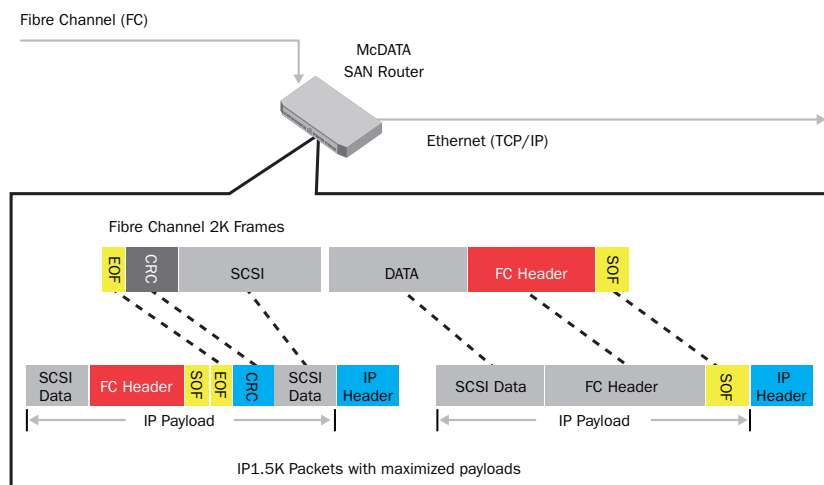 Fibre Channel (FC)
McDATA
SAN Router
Ethernet (TCP/IP)
Fibre Channel 2K Frames
EOF
CRC
SCSI
DATA
FC Header
SOF
SCSI
Data
FC Header
SOF
EOF
CRC
SCSI
Data
IP
Header
SCSI Data
FC Header
SOF
IP
Header
IP Payload
IP Payload
IP1.5K Packets with maximized payloads